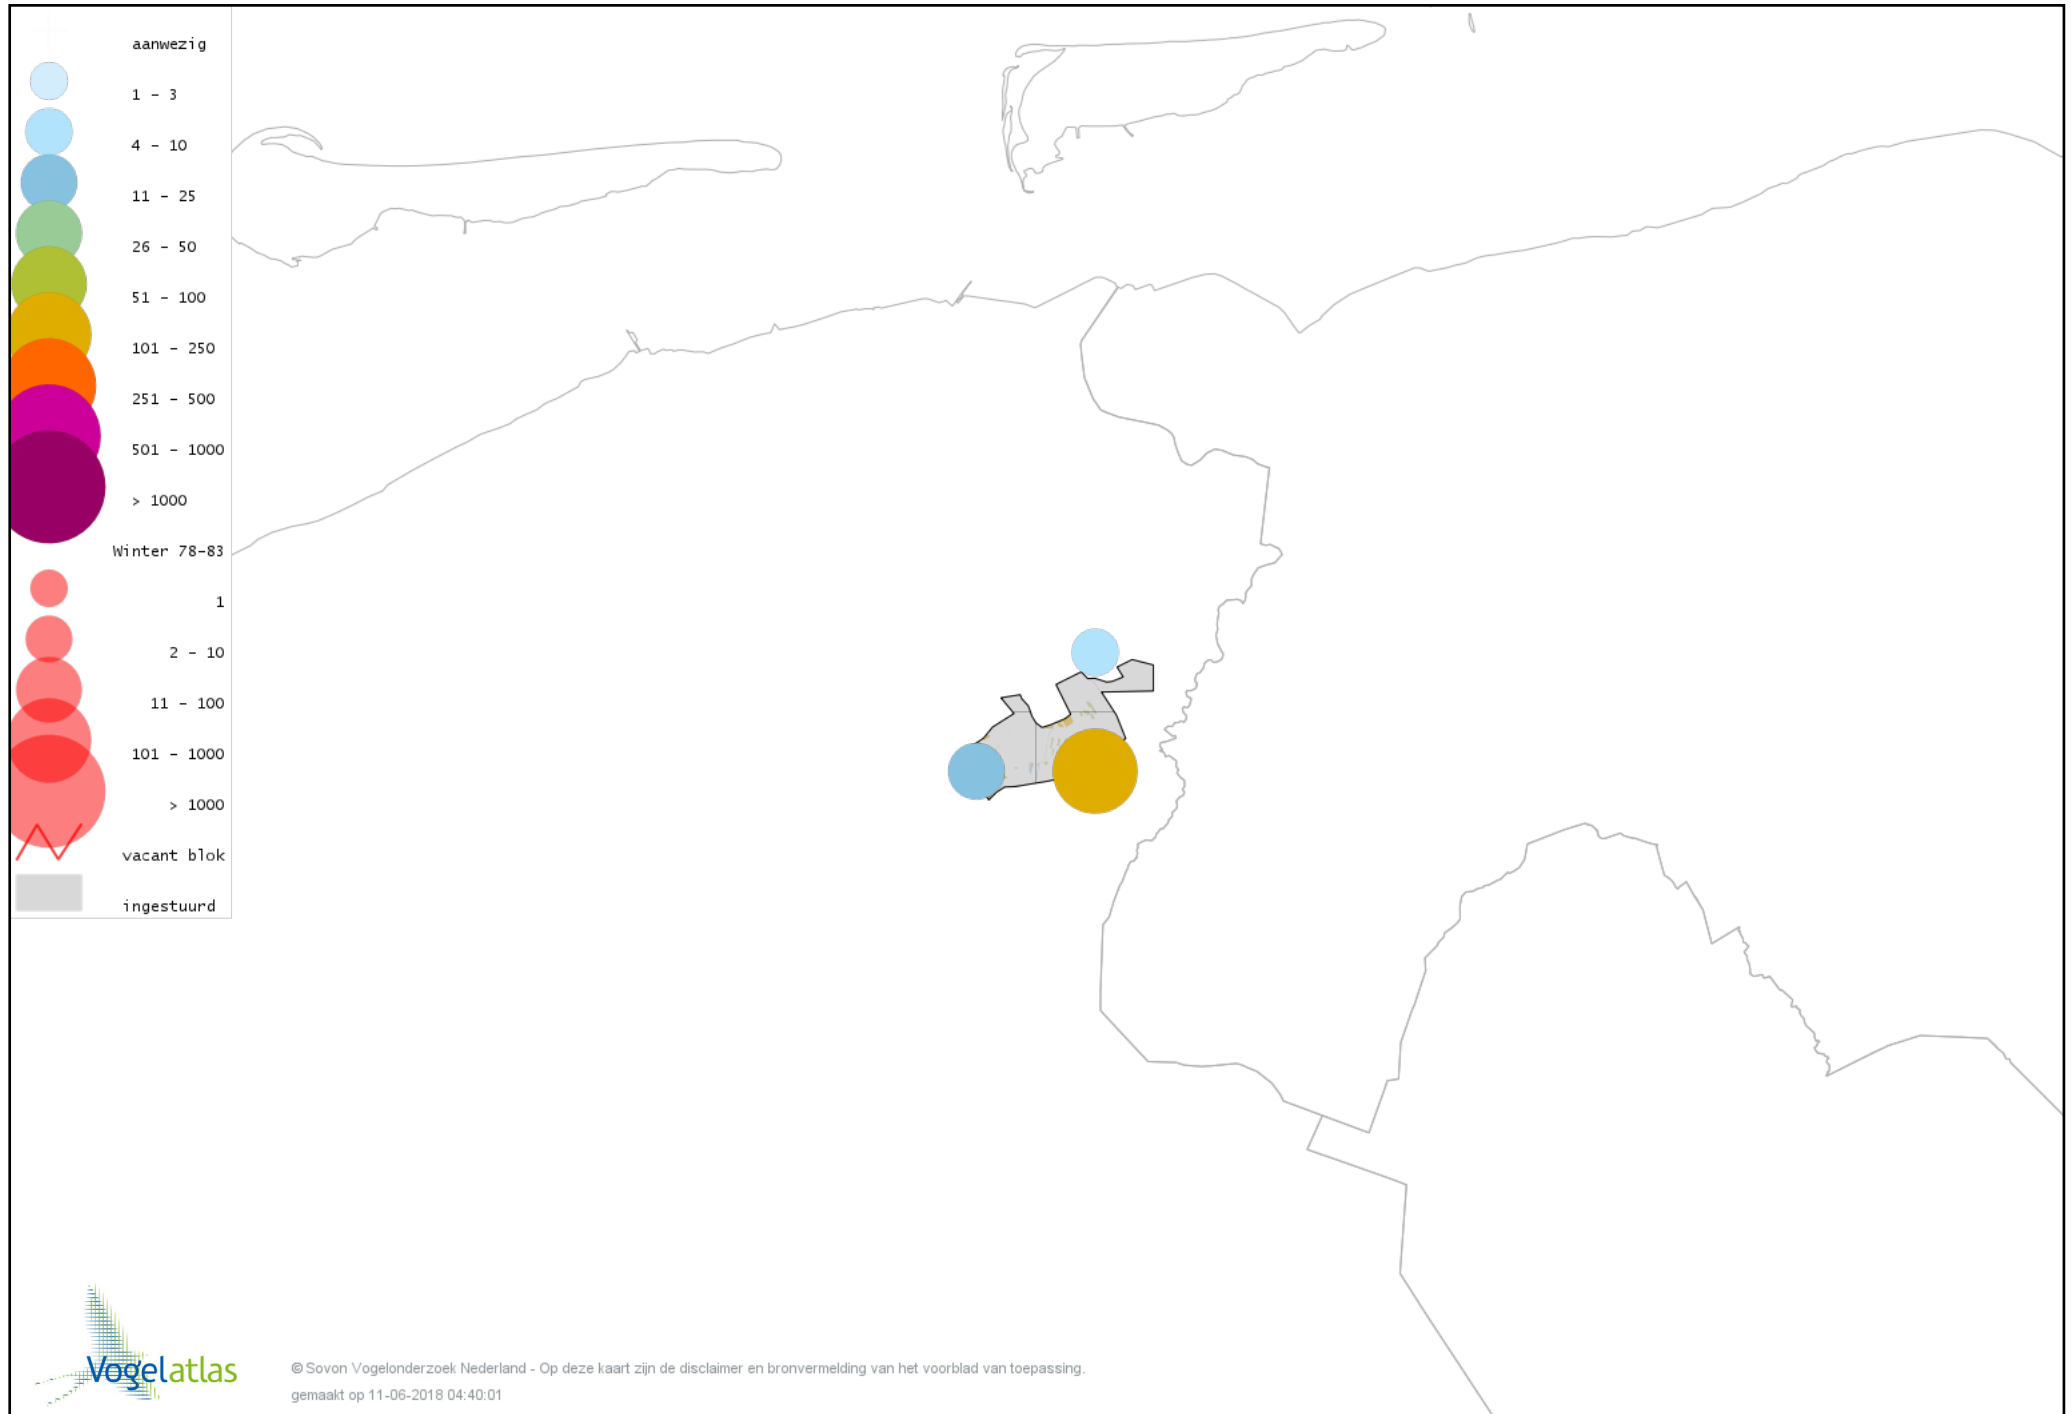 aanwezig
1 - 3
4 - 10
11 - 25
26 - 50
51 - 100
101 - 250
251 - 500
501 - 1000
> 1000
Winter 78-83
1
2 - 10
11 - 100
101 - 1000
> 1000
vacant blok
ingestuurd
Vogelatlas
© Sovon Vogelonderzoek Nederland - Op deze kaart zijn de disclaimer en bronvermelding van het voorblad van toepassing.
gemaakt op 11-06-2018 04:40:01